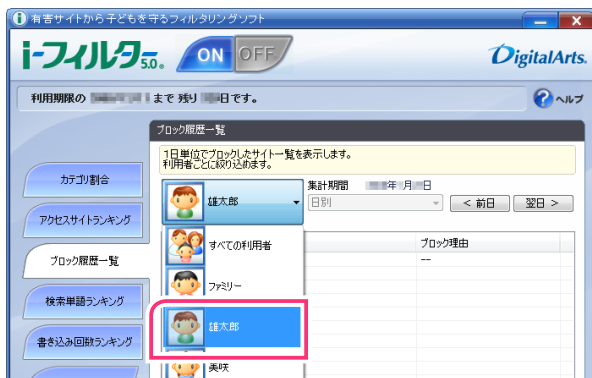 有害サイトから子どもを守るフィルタリングソフト
i-フィルター 5.0. ON OFF DigitalArts.
利用期限の まで 残り 日です。 ヘルプ
ブロック履歴一覧
1日単位でブロックしたサイト一覧を表示します。
利用者ごとに絞り込めます。
カテゴリ割合
アクセスサイトランキング
ブロック履歴一覧
検索単語ランキング
書き込み回数ランキング
雄太郎
集計期間 年 月 日
日別 < 前日 翌日 >
ブロック理由
--
すべての利用者
ファミリー
雄太郎
美咲